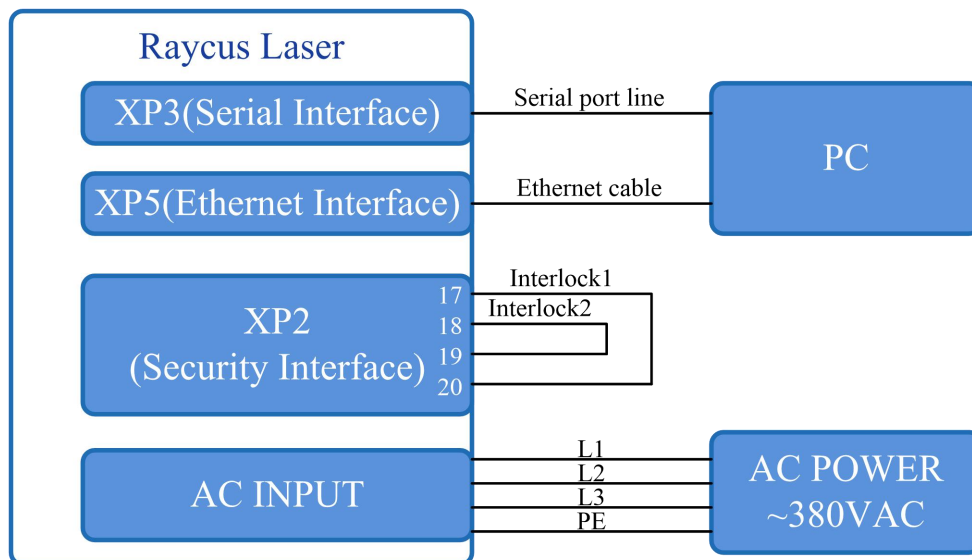 Raycus Laser
XP3(Serial Interface)
Serial port line
PC
XP5(Ethernet Interface)
Ethernet cable
XP2
(Security Interface)
17
18
19
20
Interlock1
Interlock2
AC INPUT
L1
L2
L3
PE
AC POWER
~380VAC